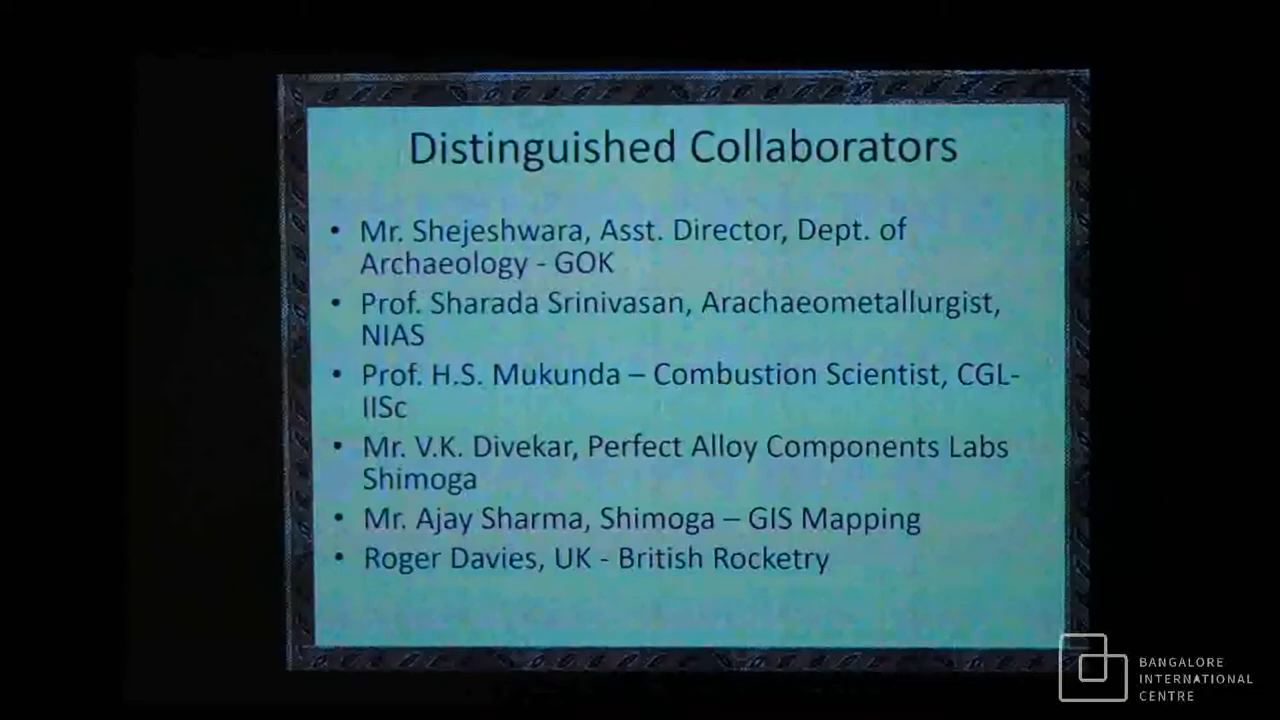 Distinguished Collaborators
• Mr. Shejeshwara, Asst. Director, Dept. of
Archaeology - GOK
• Prof. Sharada Srinivasan, Arachaeometallurgist,
NIAS
• Prof. H.S. Mukunda – Combustion Scientist, CGL-
IISc
• Mr. V.K. Divekar, Perfect Alloy Components Labs
Shimoga
• Mr. Ajay Sharma, Shimoga – GIS Mapping
• Roger Davies, UK - British Rocketry
BANGALORE
INTERNATIONAL
CENTRE